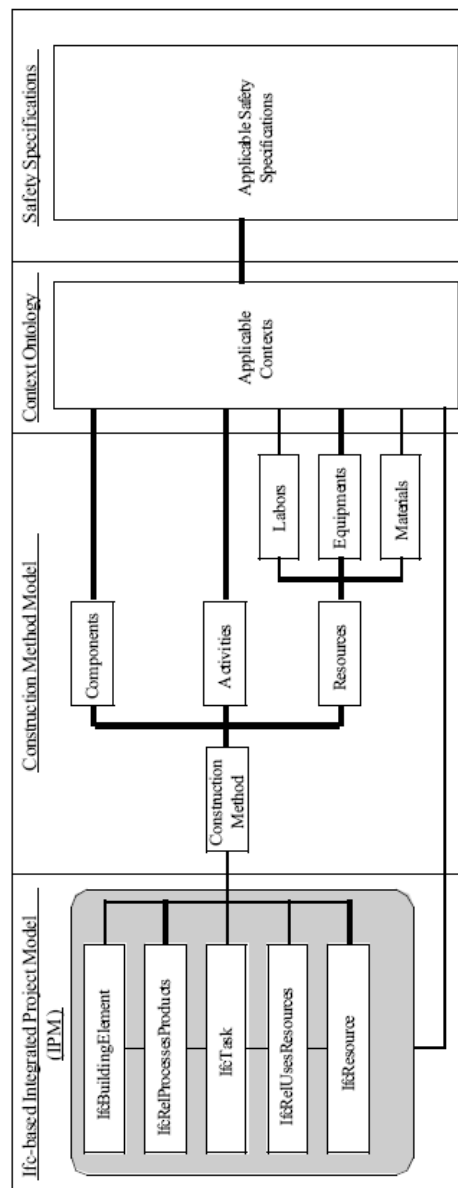 Ifc-based Integrated Project Model
(IPM)
IfcBuildingElement
IfcRelProcessesProducts
IfcTask
IfcRelUsesResources
IfcResource
Construction Method Model
Construction
Method
Components
Activities
Resources
Labors
Equipments
Materials
Context Ontology
Applicable
Contexts
Safety Specifications
Applicable Safety
Specifications